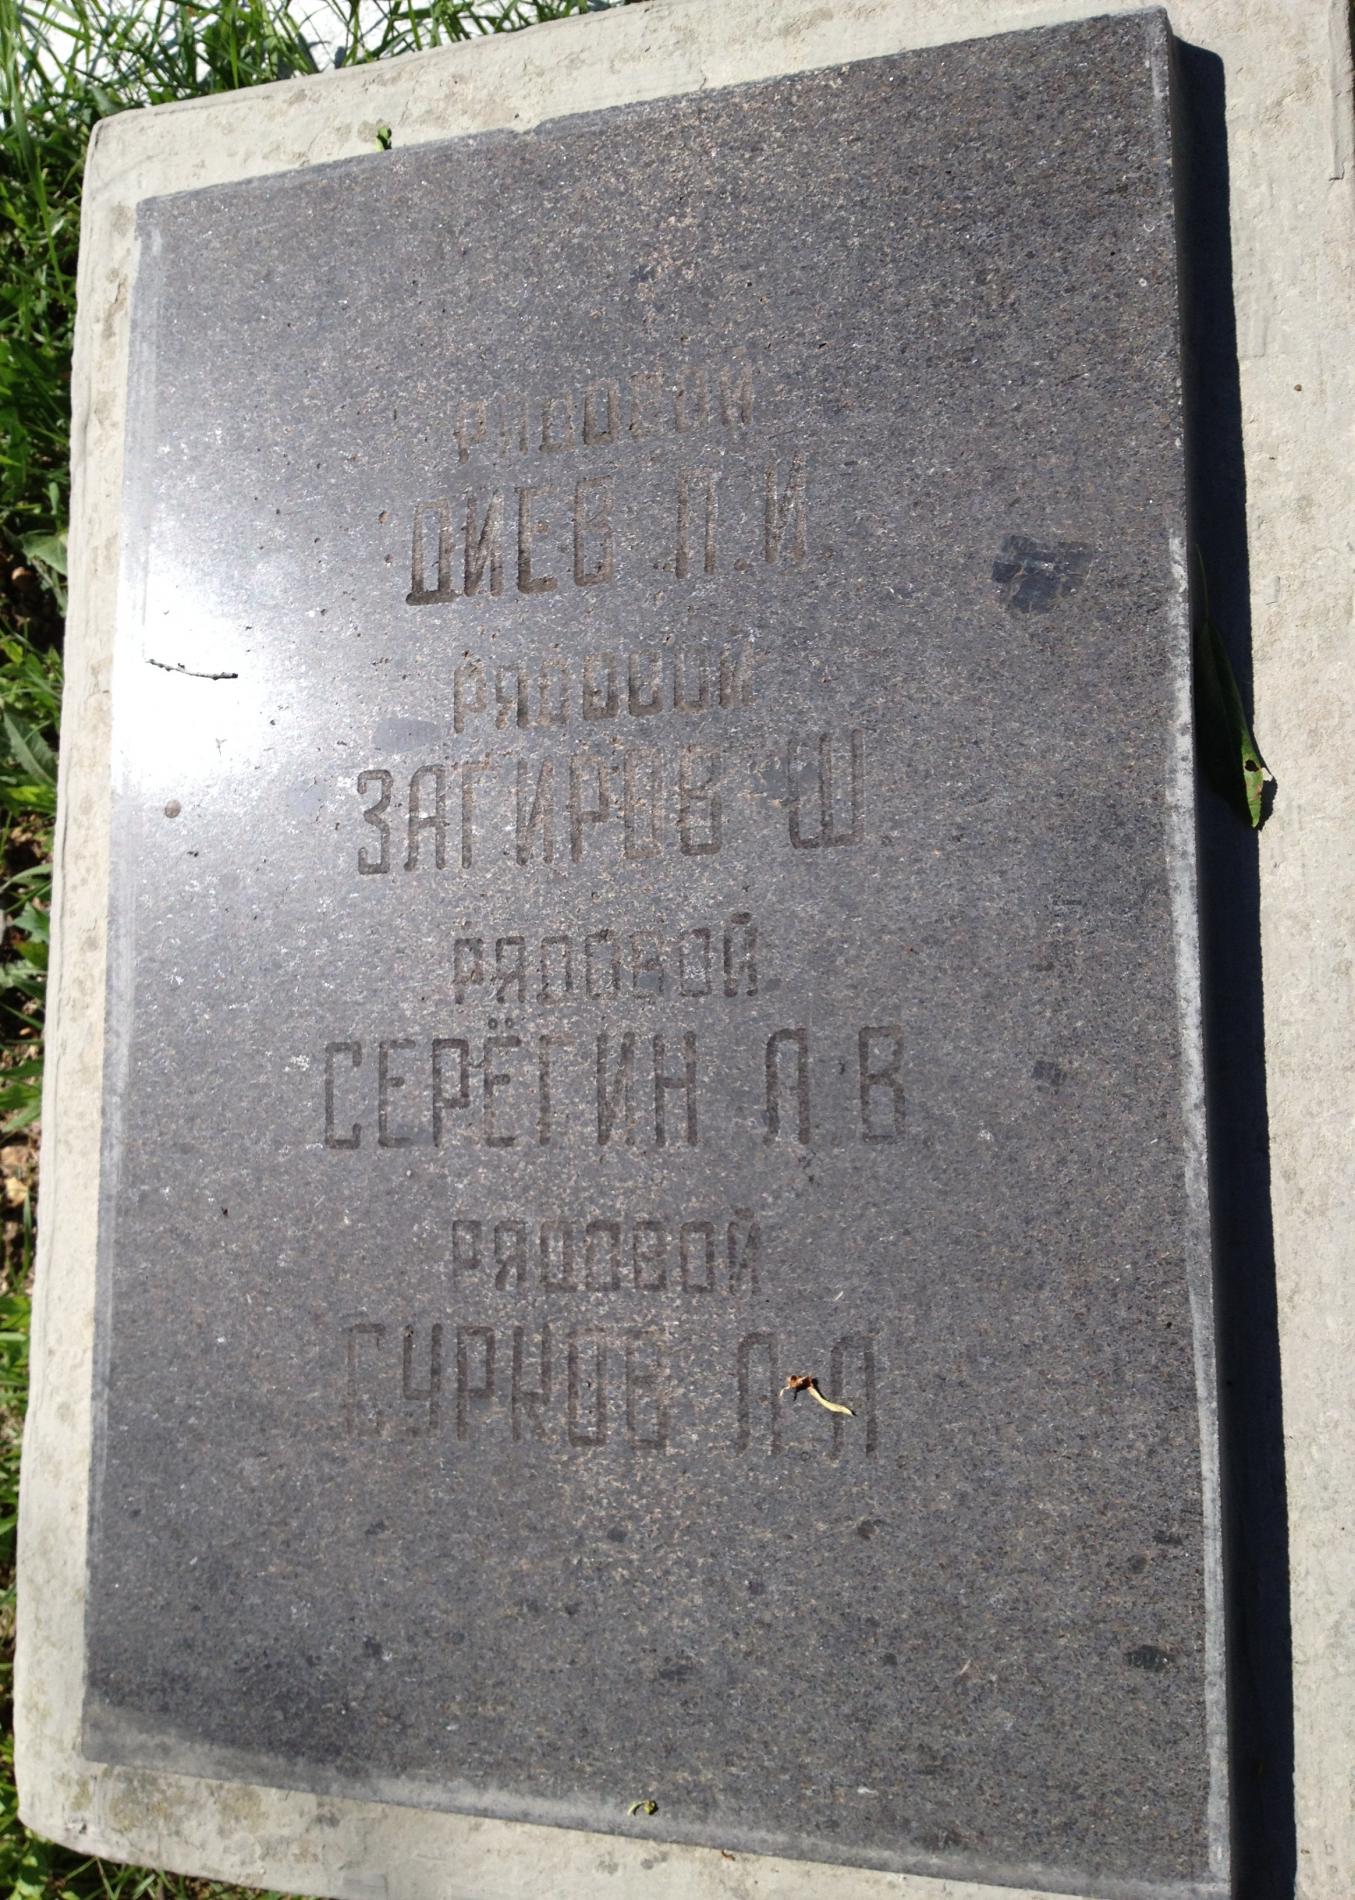 РЯДОВОЙ
ДИЕВ П.И.
РЯДОВОЙ
ЗАГИРОВ Ш.
РЯДОВОЙ
СЕРЁГИН А.В.
РЯДОВОЙ
СУРКОВ